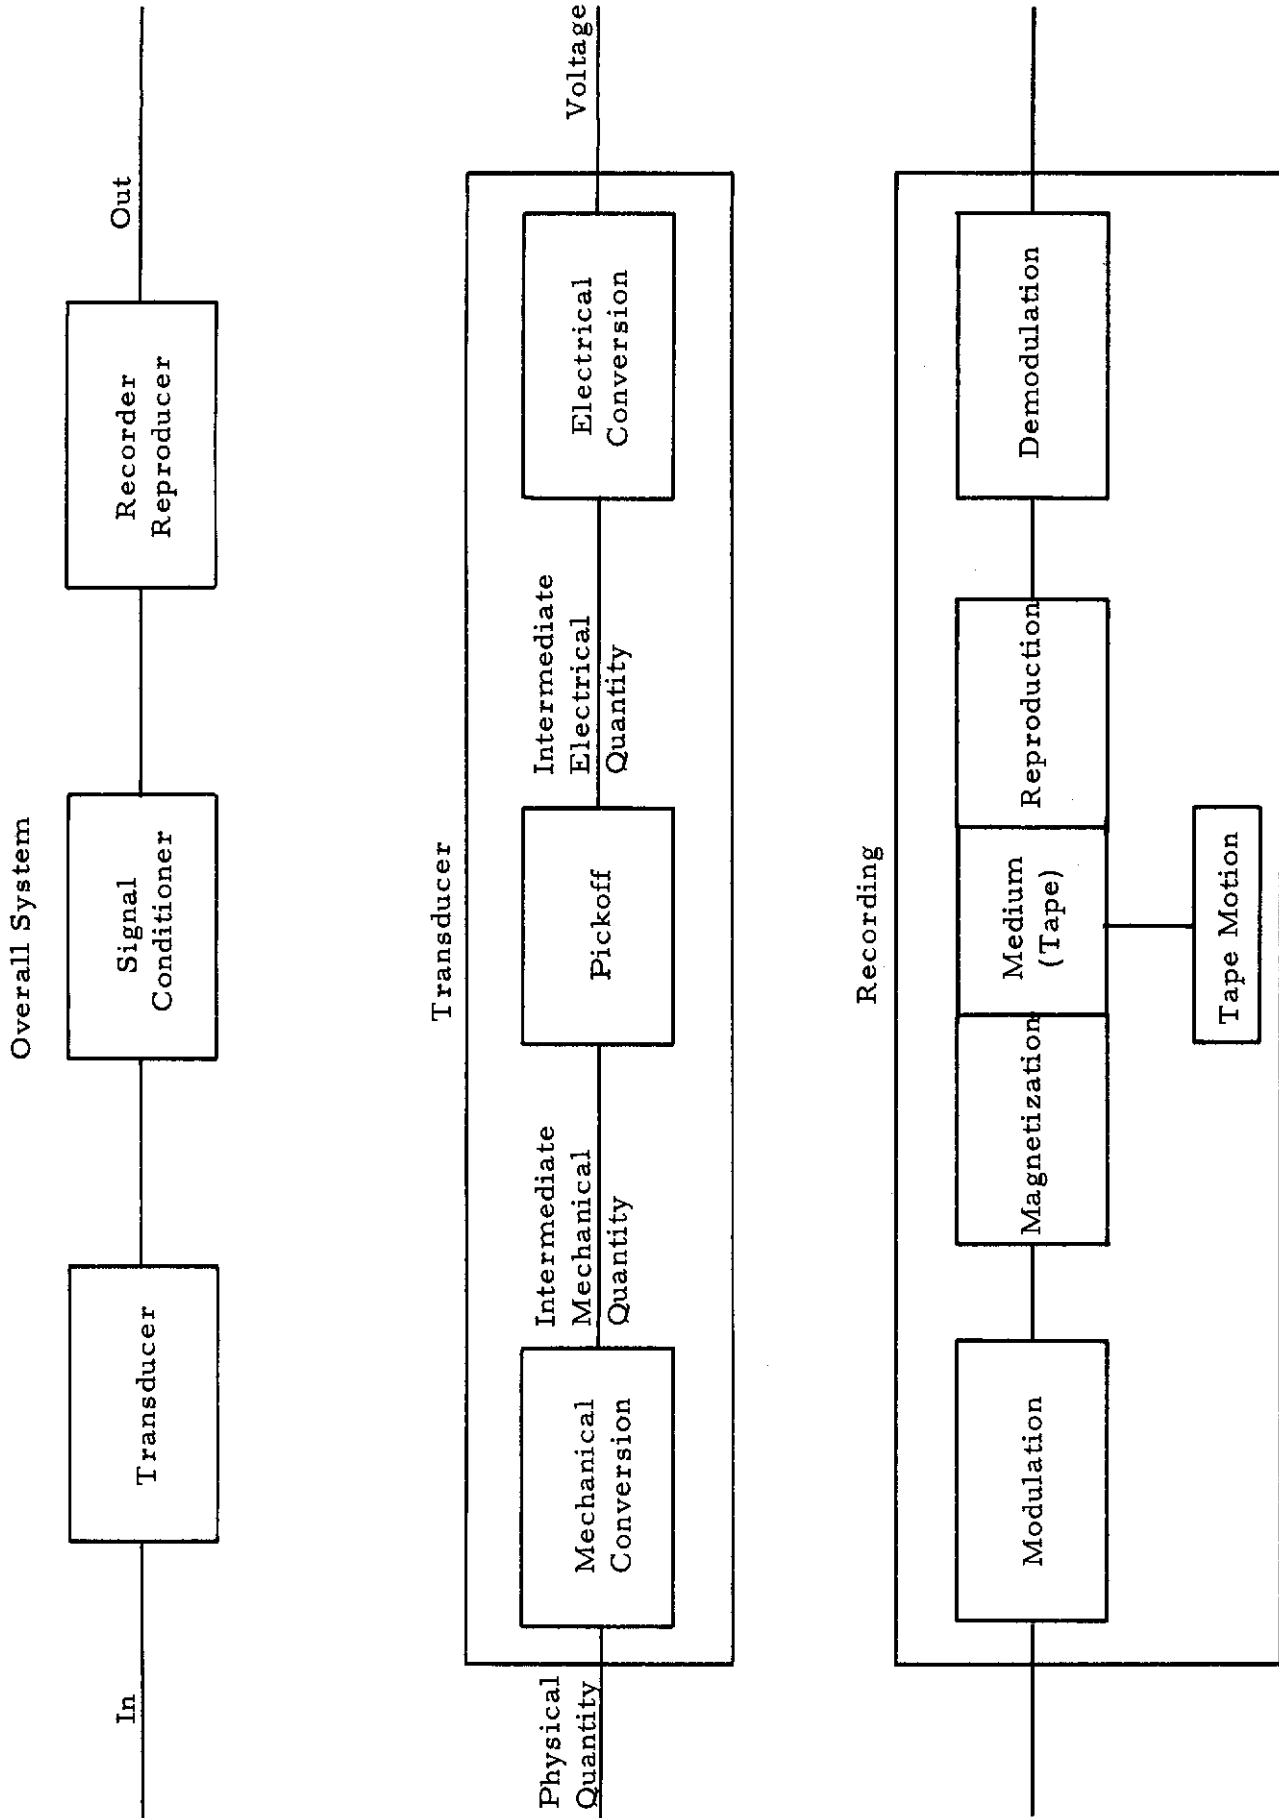 Overall System
In
Transducer
Signal
Conditioner
Recorder
Reproducer
Out
Transducer
Physical
Quantity
Mechanical
Conversion
Intermediate
Mechanical
Quantity
Pickoff
Intermediate
Electrical
Quantity
Electrical
Conversion
Voltage
Recording
Modulation
Magnetization
Medium
(Tape)
Reproduction
Demodulation
Tape Motion